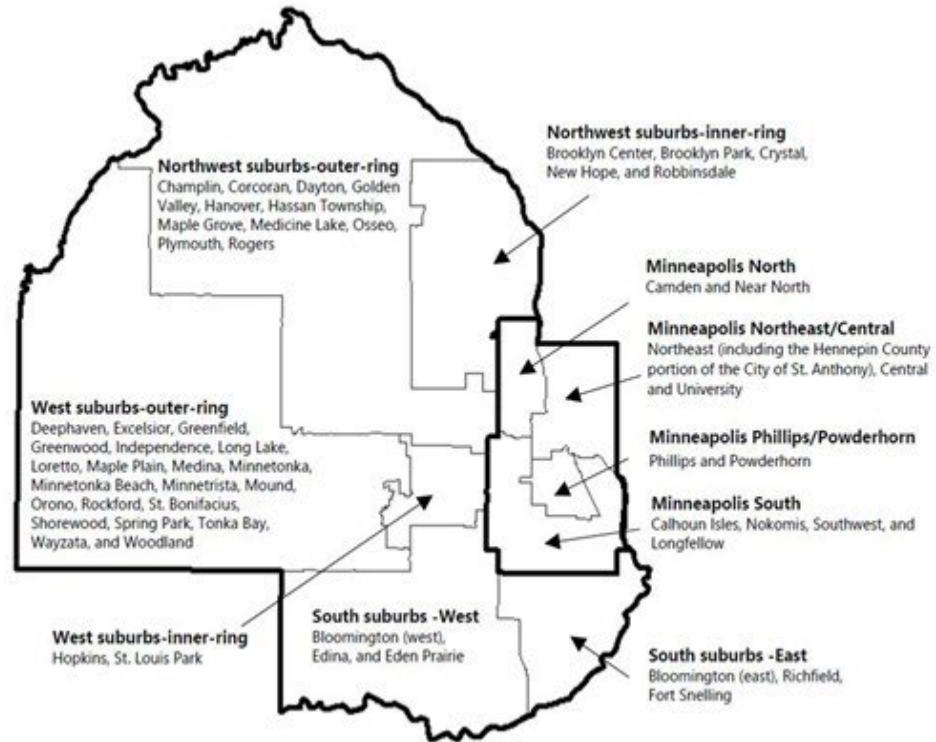 Northwest suburbs-inner-ring
Brooklyn Center, Brooklyn Park, Crystal,
New Hope, and Robbinsdale
Northwest suburbs-outer-ring
Champlin, Corcoran, Dayton, Golden
Valley, Hanover, Hassan Township,
Maple Grove, Medicine Lake, Osseo,
Plymouth, Rogers
Minneapolis North
Camden and Near North
Minneapolis Northeast/Central
Northeast (including the Hennepin County
portion of the City of St. Anthony), Central
and University
West suburbs-outer-ring
Deephaven, Excelsior, Greenfield,
Greenwood, Independence, Long Lake,
Loretto, Maple Plain, Medina, Minnetonka,
Minnetonka Beach, Minnetrista, Mound,
Orono, Rockford, St. Bonifacius,
Shorewood, Spring Park, Tonka Bay,
Wayzata, and Woodland
Minneapolis Phillips/Powderhorn
Phillips and Powderhorn
Minneapolis South
Calhoun Isles, Nokomis, Southwest, and
Longfellow
West suburbs-inner-ring
Hopkins, St. Louis Park
South suburbs -West
Bloomington (west),
Edina, and Eden Prairie
South suburbs -East
Bloomington (east), Richfield,
Fort Snelling